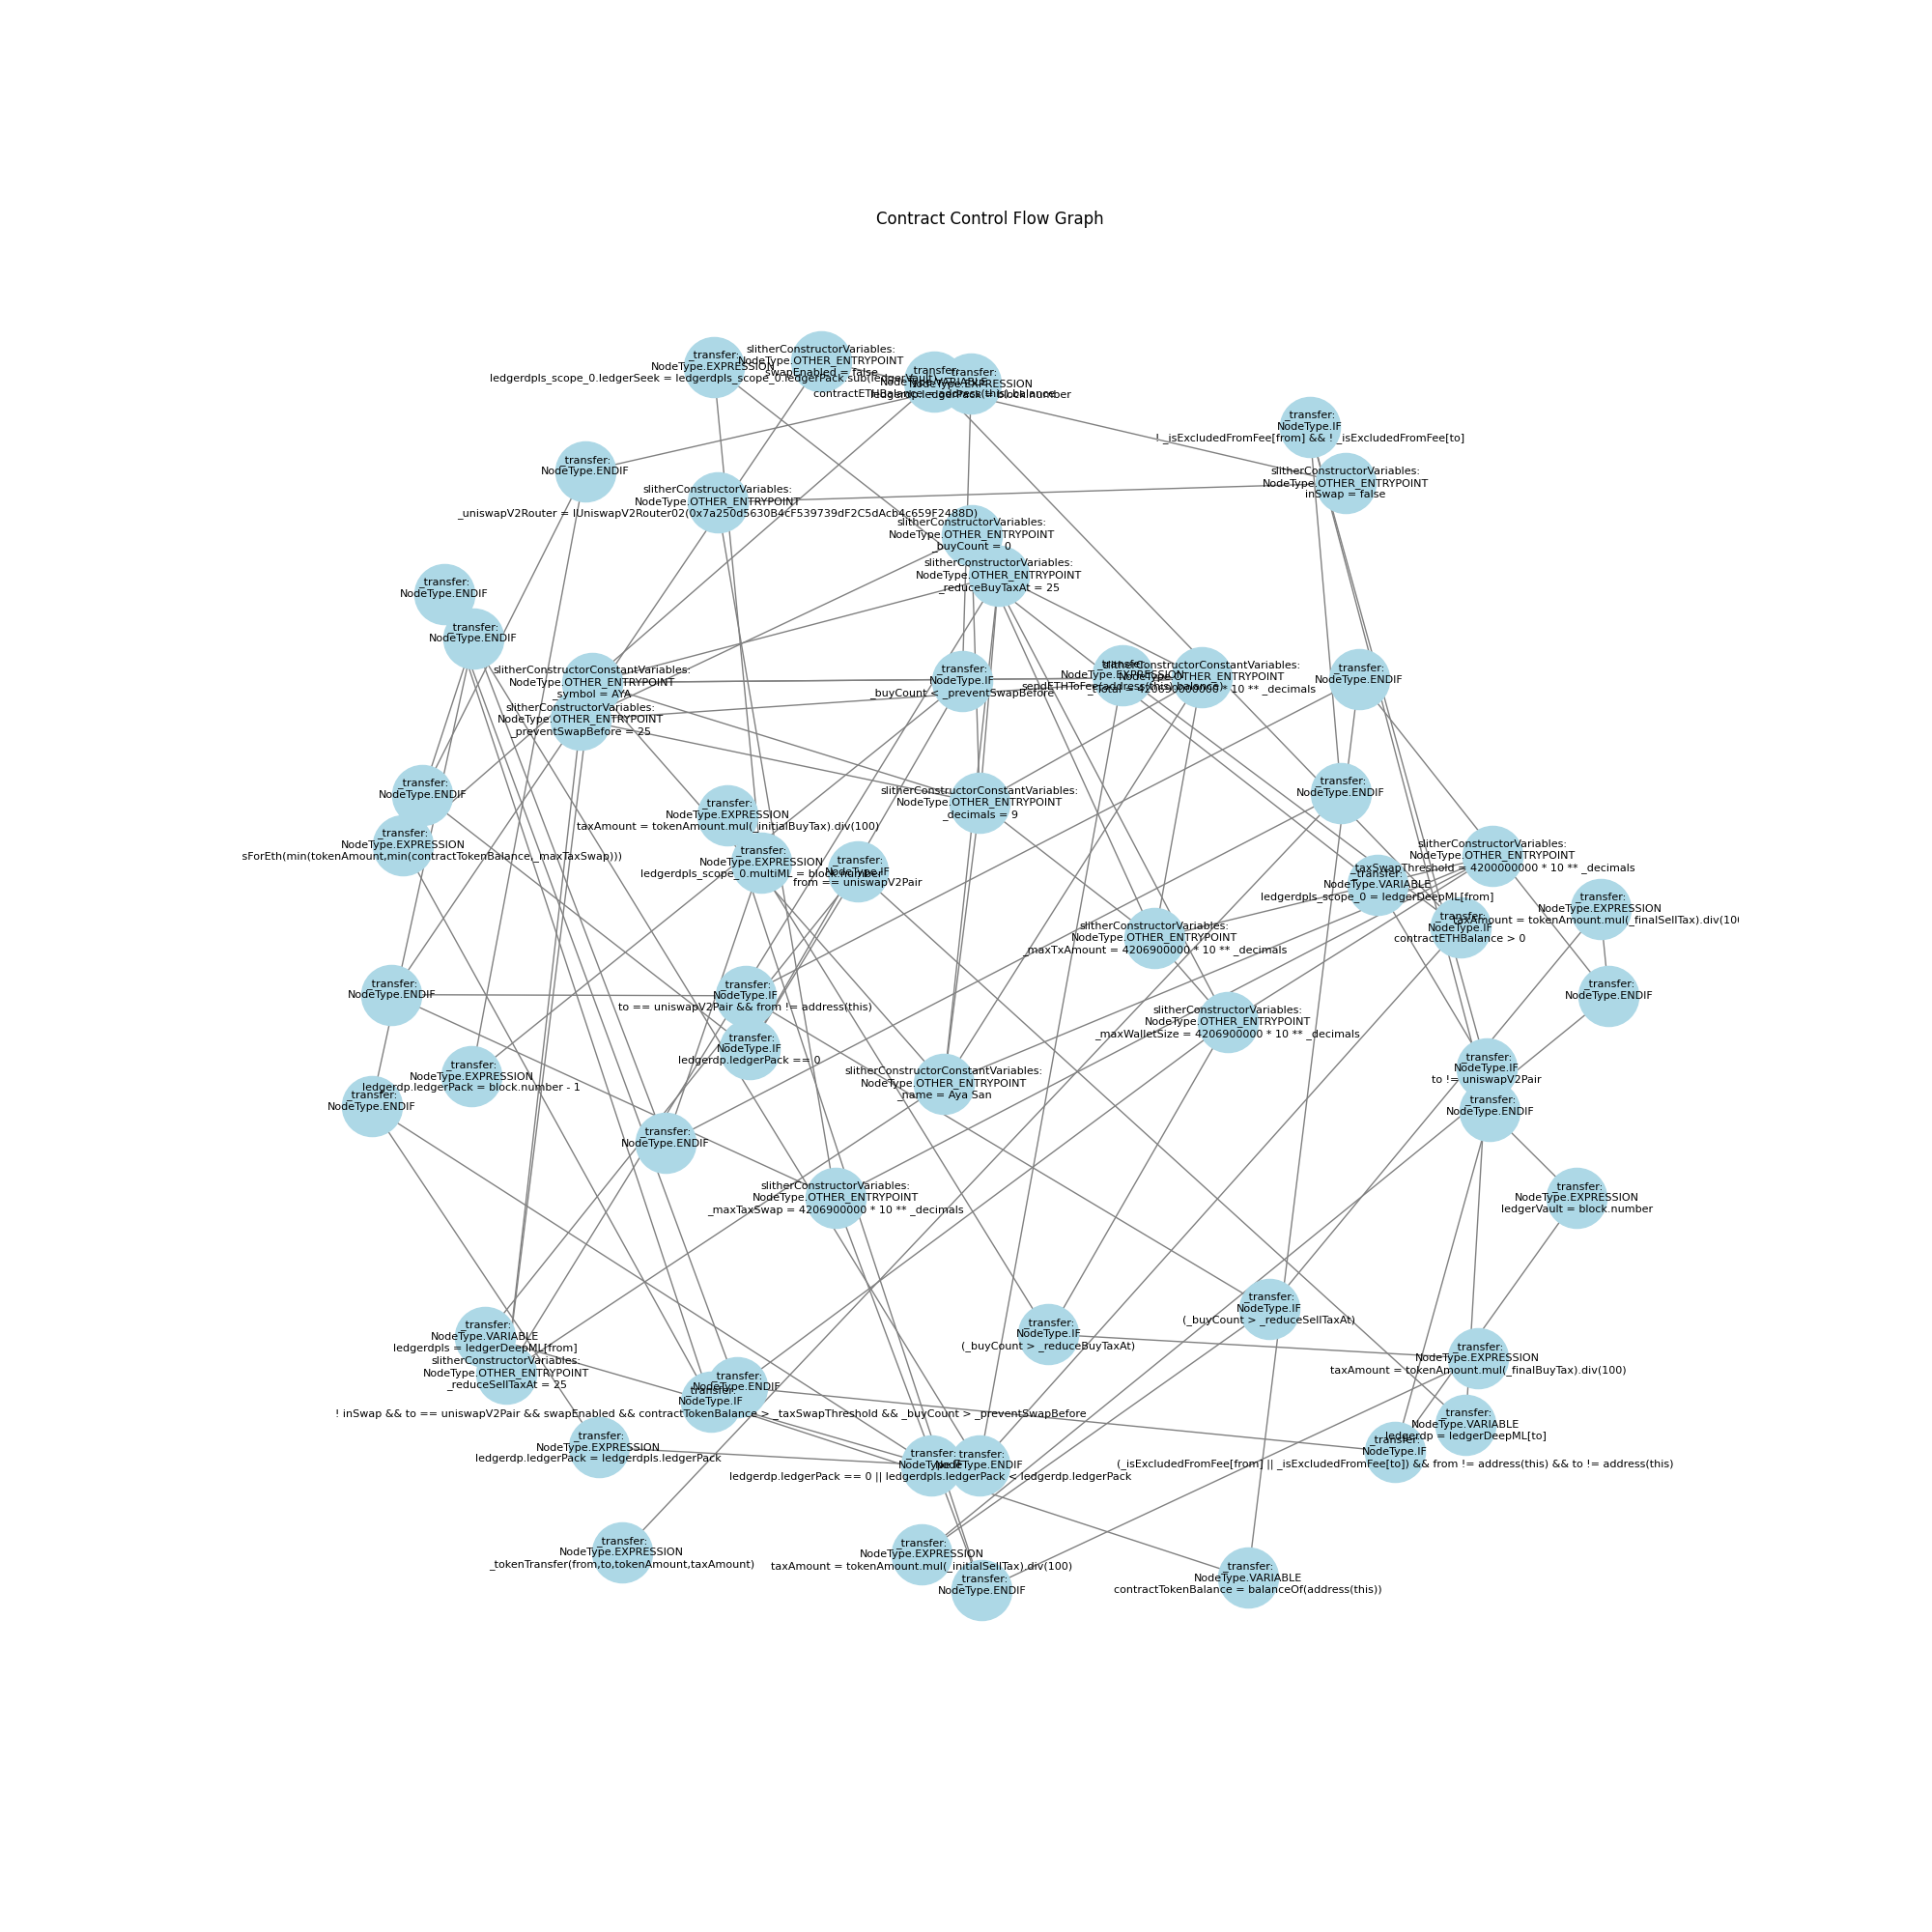 Contract Control Flow Graph
_transfer:
NodeType.EXPRESSION
ledgerdpls_scope_0.ledgerSeek = ledgerdpls_scope_0.ledgerPack.sub(ledgerVault)
slitherConstructorVariables:
NodeType.OTHER_ENTRYPOINT
swapEnabled = false
_transfer:
NodeType.VARIABLE
contractETHBalance = address(this).balance
_transfer:
NodeType.EXPRESSION
ledgerdp.ledgerPack = block.number
_transfer:
NodeType.IF
! _isExcludedFromFee[from] && ! _isExcludedFromFee[to]
_transfer:
NodeType.ENDIF
slitherConstructorVariables:
NodeType.OTHER_ENTRYPOINT
inSwap = false
slitherConstructorVariables:
NodeType.OTHER_ENTRYPOINT
_uniswapV2Router = IUniswapV2Router02(0x7a250d5630B4cF539739dF2C5dAcb4c659F2488D)
slitherConstructorVariables:
NodeType.OTHER_ENTRYPOINT
_buyCount = 0
slitherConstructorVariables:
NodeType.OTHER_ENTRYPOINT
_reduceBuyTaxAt = 25
_transfer:
NodeType.ENDIF
_transfer:
NodeType.ENDIF
slitherConstructorConstantVariables:
NodeType.OTHER_ENTRYPOINT
_symbol = AYA
slitherConstructorVariables:
NodeType.OTHER_ENTRYPOINT
_preventSwapBefore = 25
_transfer:
NodeType.IF
_buyCount < _preventSwapBefore
_transfer:
NodeType.EXPRESSION
sendETHToFee(address(this).balance)
slitherConstructorConstantVariables:
NodeType.OTHER_ENTRYPOINT
_tTotal = 420690000000 * 10 ** _decimals
_transfer:
NodeType.ENDIF
_transfer:
NodeType.ENDIF
_transfer:
NodeType.EXPRESSION
sForEth(min(tokenAmount,min(contractTokenBalance,_maxTaxSwap)))
_transfer:
NodeType.EXPRESSION
taxAmount = tokenAmount.mul(_initialBuyTax).div(100)
_transfer:
NodeType.EXPRESSION
ledgerdpls_scope_0.multiML = block.number
_transfer:
NodeType.IF
from == uniswapV2Pair
slitherConstructorConstantVariables:
NodeType.OTHER_ENTRYPOINT
_decimals = 9
_transfer:
NodeType.ENDIF
slitherConstructorVariables:
NodeType.OTHER_ENTRYPOINT
_taxSwapThreshold = 4200000000 * 10 ** _decimals
_transfer:
NodeType.VARIABLE
ledgerdpls_scope_0 = ledgerDeepML[from]
_transfer:
NodeType.EXPRESSION
taxAmount = tokenAmount.mul(_finalSellTax).div(10
_transfer:
NodeType.IF
contractETHBalance > 0
slitherConstructorVariables:
NodeType.OTHER_ENTRYPOINT
_maxTxAmount = 4206900000 * 10 ** _decimals
_transfer:
NodeType.ENDIF
_transfer:
NodeType.IF
to == uniswapV2Pair && from != address(this)
_transfer:
NodeType.ENDIF
slitherConstructorVariables:
NodeType.OTHER_ENTRYPOINT
_maxWalletSize = 4206900000 * 10 ** _decimals
_transfer:
NodeType.IF
ledgerdp.ledgerPack == 0
_transfer:
NodeType.EXPRESSION
ledgerdp.ledgerPack = block.number - 1
_transfer:
NodeType.ENDIF
slitherConstructorConstantVariables:
NodeType.OTHER_ENTRYPOINT
_name = Aya San
_transfer:
NodeType.IF
to != uniswapV2Pair
_transfer:
NodeType.ENDIF
_transfer:
NodeType.ENDIF
slitherConstructorVariables:
NodeType.OTHER_ENTRYPOINT
_maxTaxSwap = 4206900000 * 10 ** _decimals
_transfer:
NodeType.EXPRESSION
ledgerVault = block.number
_transfer:
NodeType.VARIABLE
ledgerdpls = ledgerDeepML[from]
slitherConstructorVariables:
NodeType.OTHER_ENTRYPOINT
_reduceSellTaxAt = 25
_transfer:
NodeType.IF
(_buyCount > _reduceBuyTaxAt)
_transfer:
NodeType.IF
(_buyCount > _reduceSellTaxAt)
_transfer:
NodeType.EXPRESSION
taxAmount = tokenAmount.mul(_finalBuyTax).div(100)
_transfer:
NodeType.ENDIF
_transfer:
NodeType.IF
! inSwap && to == uniswapV2Pair && swapEnabled && contractTokenBalance > _taxSwapThreshold && _buyCount > _preventSwapBefore
_transfer:
NodeType.VARIABLE
ledgerdp = ledgerDeepML[to]
_transfer:
NodeType.IF
(_isExcludedFromFee[from] || _isExcludedFromFee[to]) && from != address(this) && to != address(this)
_transfer:
NodeType.EXPRESSION
ledgerdp.ledgerPack = ledgerdpls.ledgerPack
_transfer:
NodeType.IF
ledgerdp.ledgerPack == 0 || ledgerdpls.ledgerPack < ledgerdp.ledgerPack
_transfer:
NodeType.ENDIF
_transfer:
NodeType.EXPRESSION
_tokenTransfer(from,to,tokenAmount,taxAmount)
_transfer:
NodeType.EXPRESSION
taxAmount = tokenAmount.mul(_initialSellTax).div(100)
_transfer:
NodeType.ENDIF
_transfer:
NodeType.VARIABLE
contractTokenBalance = balanceOf(address(this))